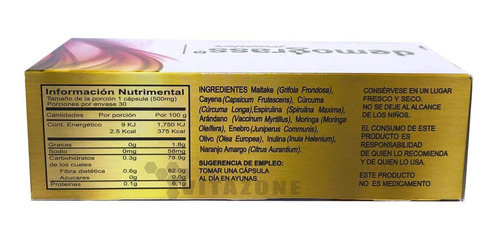 demograss®
Información Nutrimental
Tamaño de la porción 1 cápsula (500mg)
Porciones por envase 30
Cantidades Por porción Por 100 g
Cont. Energético 9 KJ 1,750 KJ
2.5 Kcal 375 Kcal
Grasas 0g 1.8g
Sodio 0mg 58mg
Carbohidratos 0.3g 78.9g
de los cuales
Fibra dietética 0.6g 82.0g
Azucares 0g 0.0g
Proteínas 0.1g 6.1g
INGREDIENTES Maitake (Grifola Frondosa),
Cayena (Capsicum Frutescens), Cúrcuma
(Cúrcuma Longa),Espirulina (Spirulina Maxima),
Arándano (Vaccinum Myrtillus), Moringa (Moringa
Oleifera), Enebro (Juniperus Communis),
Olivo (Olea Europea), Inulina (Inula Helenium),
Naranjo Amargo (Citrus Aurantium).
SUGERENCIA DE EMPLEO:
TOMAR UNA CÁPSULA
AL DÍA EN AYUNAS.
CONSÉRVESE EN UN LUGAR
FRESCO Y SECO.
NO SE DEJE AL ALCANCE
DE LOS NIÑOS.
EL CONSUMO DE ESTE
PRODUCTO ES
RESPONSABILIDAD
DE QUIEN LO RECOMIENDA
Y DE QUIEN LO USA.
ESTE PRODUCTO
NO ES MEDICAMENTO
VITAZONE